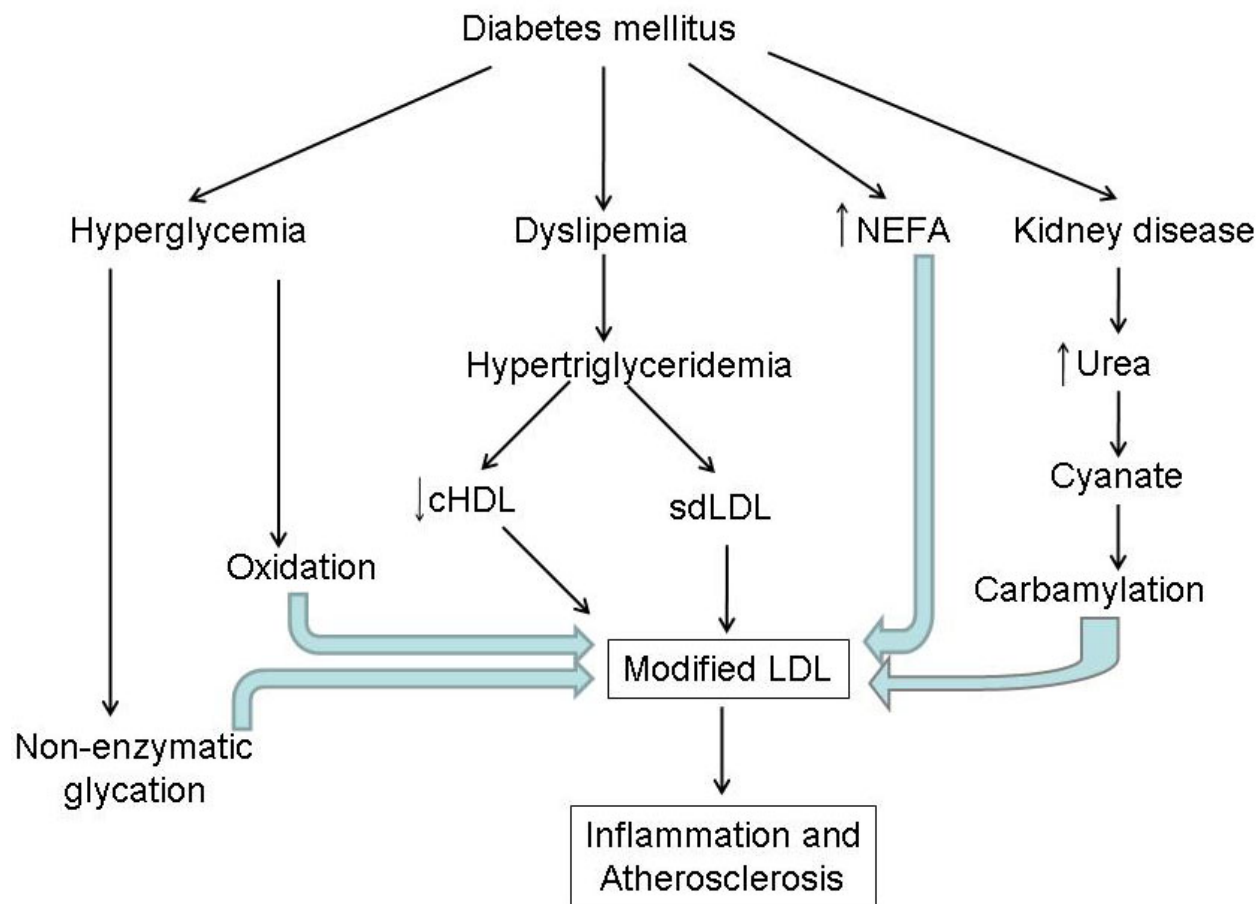 Diabetes mellitus
Hyperglycemia
Dyslipemia
↑NEFA
Kidney disease
Hypertriglyceridemia
↑Urea
↓cHDL
sdLDL
Cyanate
Oxidation
Carbamylation
Modified LDL
Non-enzymatic
glycation
Inflammation and
Atherosclerosis